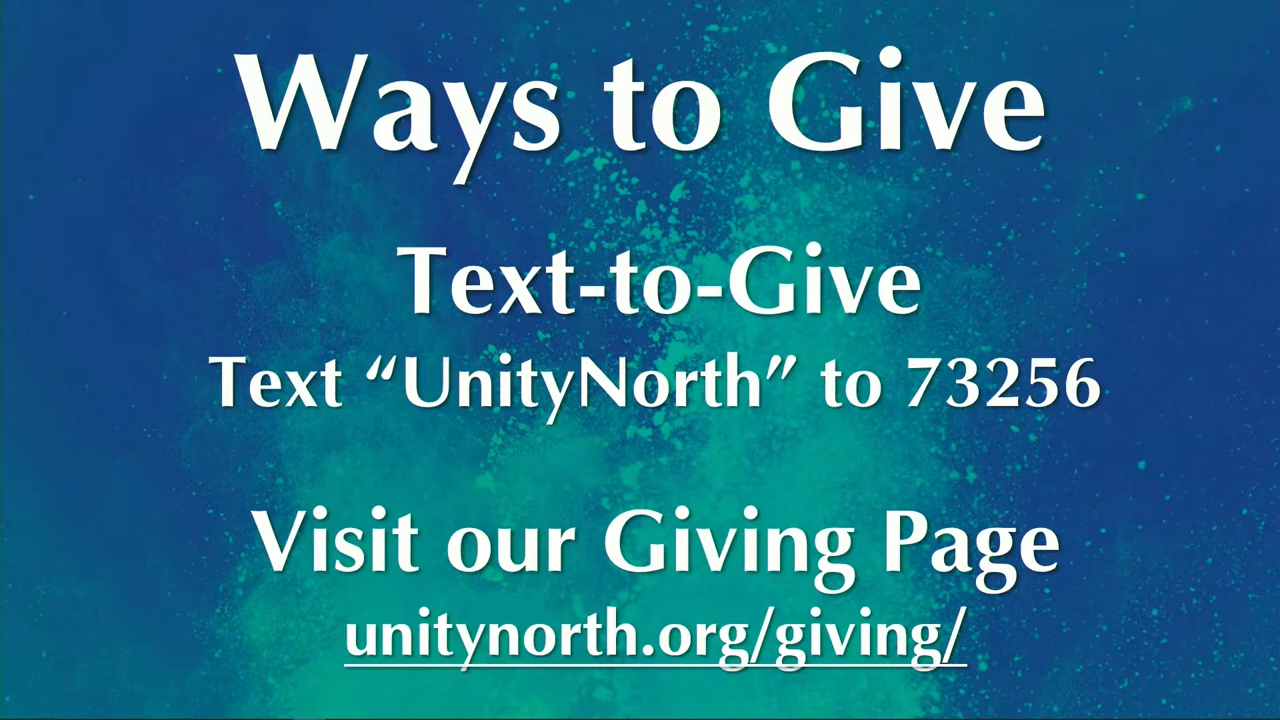 Ways to Give
Text-to-Give
Text “UnityNorth” to 73256
Visit our Giving Page
unitynorth.org/giving/